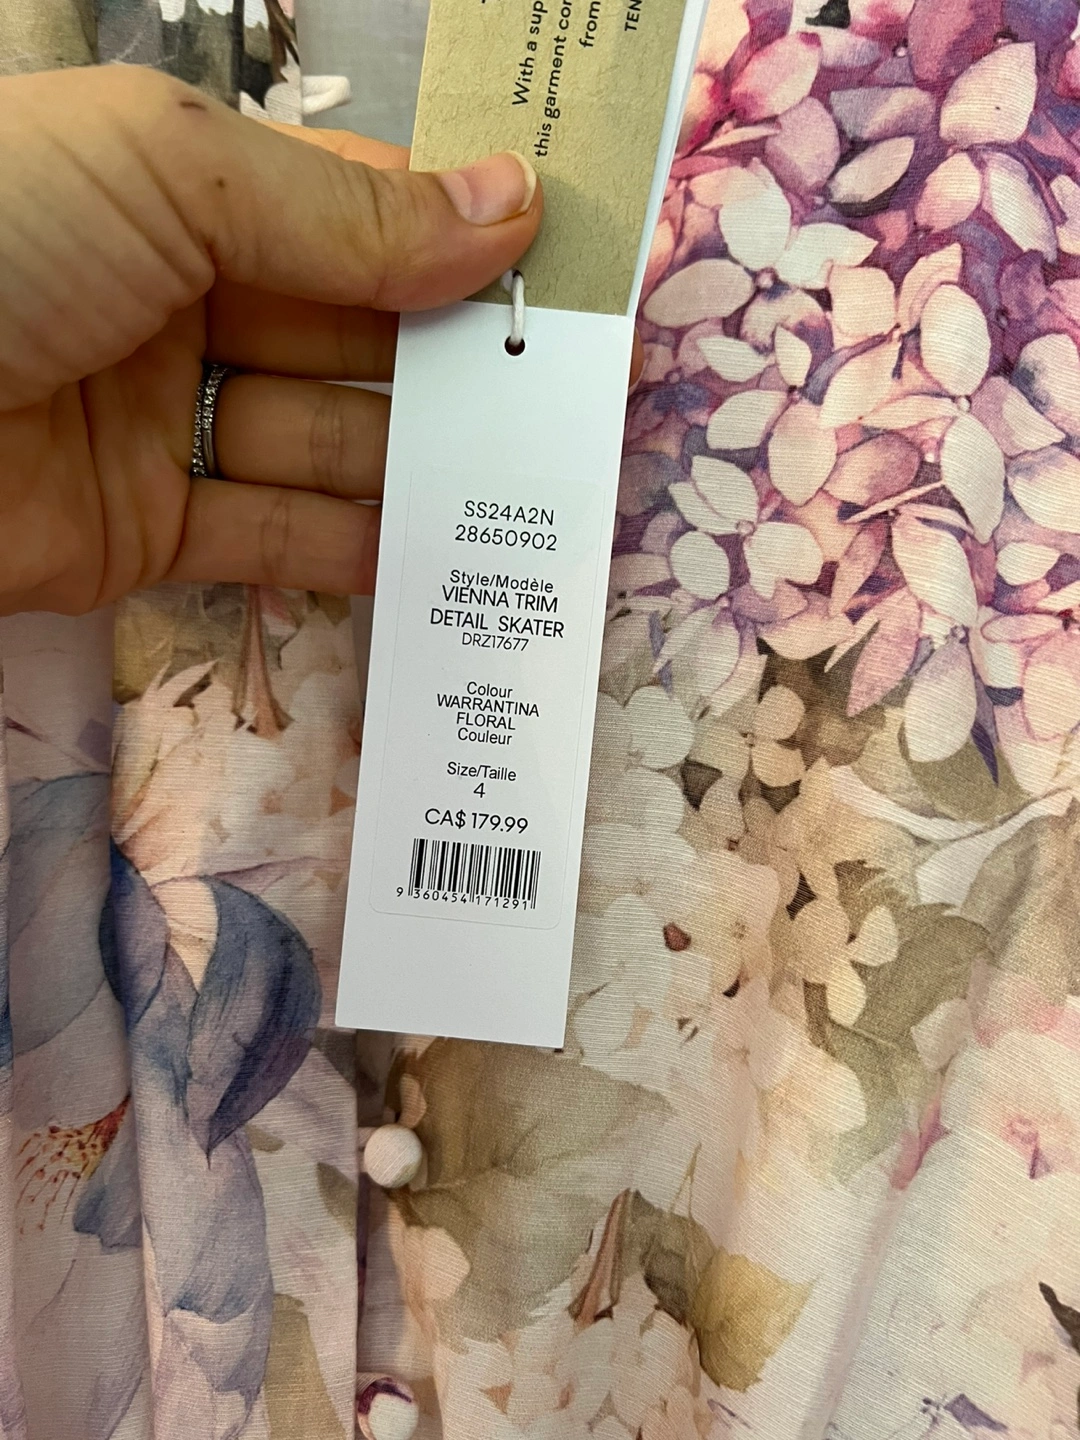 With a sup
this garment con
from
TEN
SS24A2N
28650902
Style/Modèle
VIENNA TRIM
DETAIL SKATER
DRZ17677
Colour
WARRANTINA
FLORAL
Couleur
Size/Taille
4
CA$ 179.99
9 360454 171291